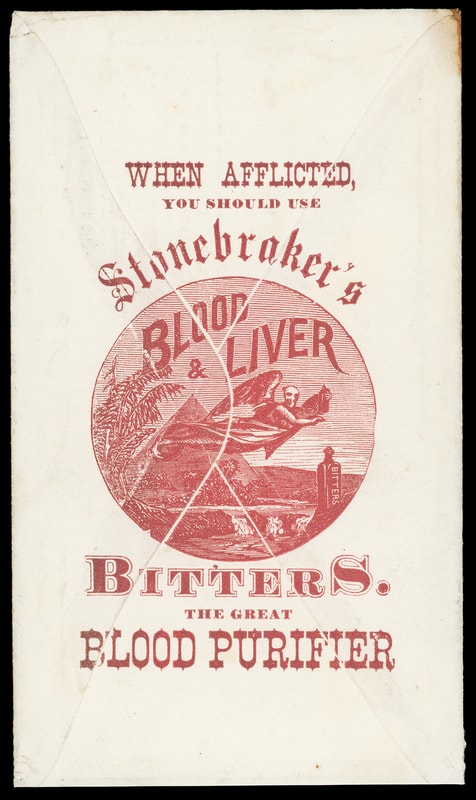 WHEN AFFLICTED,
YOU SHOULD USE
Stonebraker's
BLOOD
& LIVER
BITTERS
BITTERS.
THE GREAT
BLOOD PURIFIER